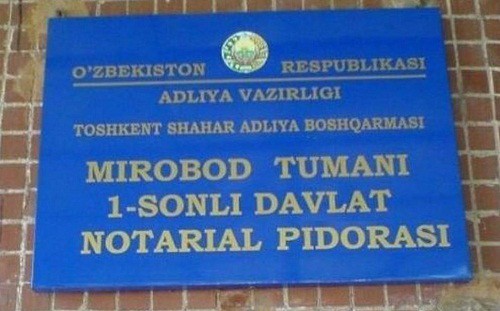 O'ZBEKISTON RESPUBLIKASI
ADLIYA VAZIRLIGI
TOSHKENT SHAHAR ADLIYA BOSHQARMASI
MIROBOD TUMANI
1-SONLI DAVLAT
NOTARIAL PIDORASI